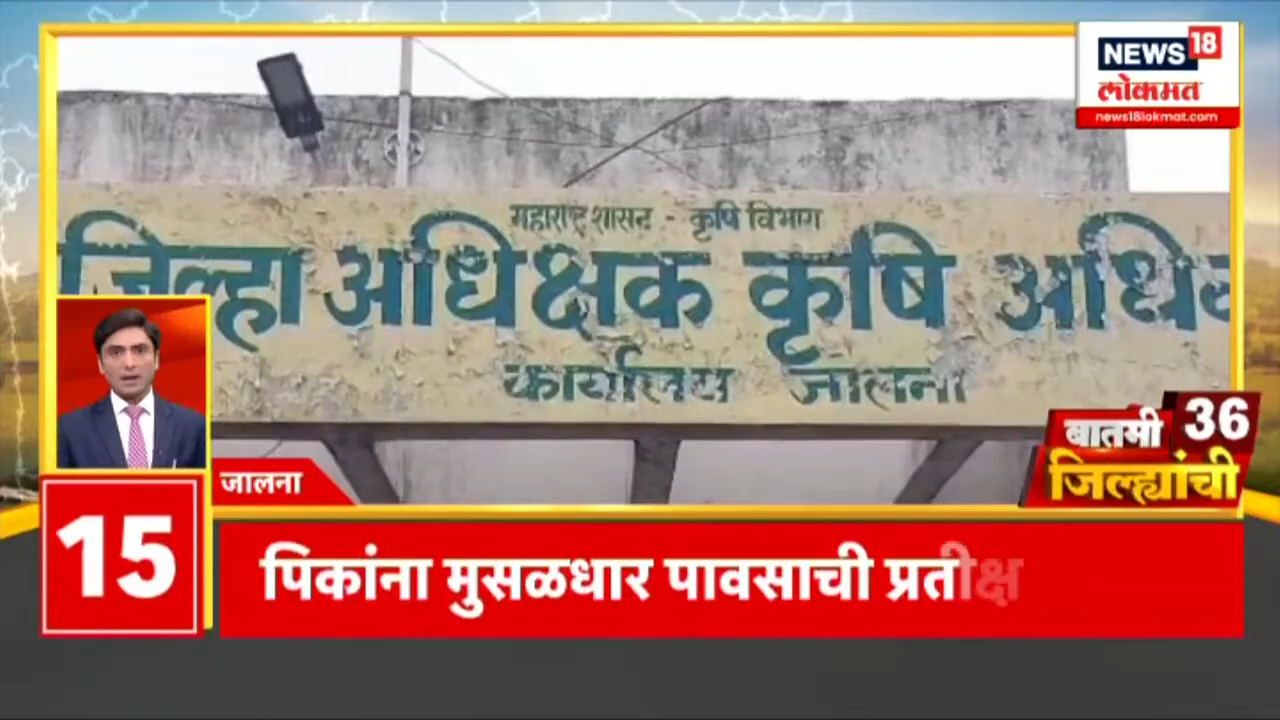 NEWS 18
लोकमत
news18lokmat.com
महाराष्ट्र शासन - कृषि विभाग
जिल्हा अधिक्षक कृषि
कार्यालय जालना
बातमी 36
जिल्ह्यांची
जालना
15
पिकांना मुसळधार पावसाची प्रतीक्ष